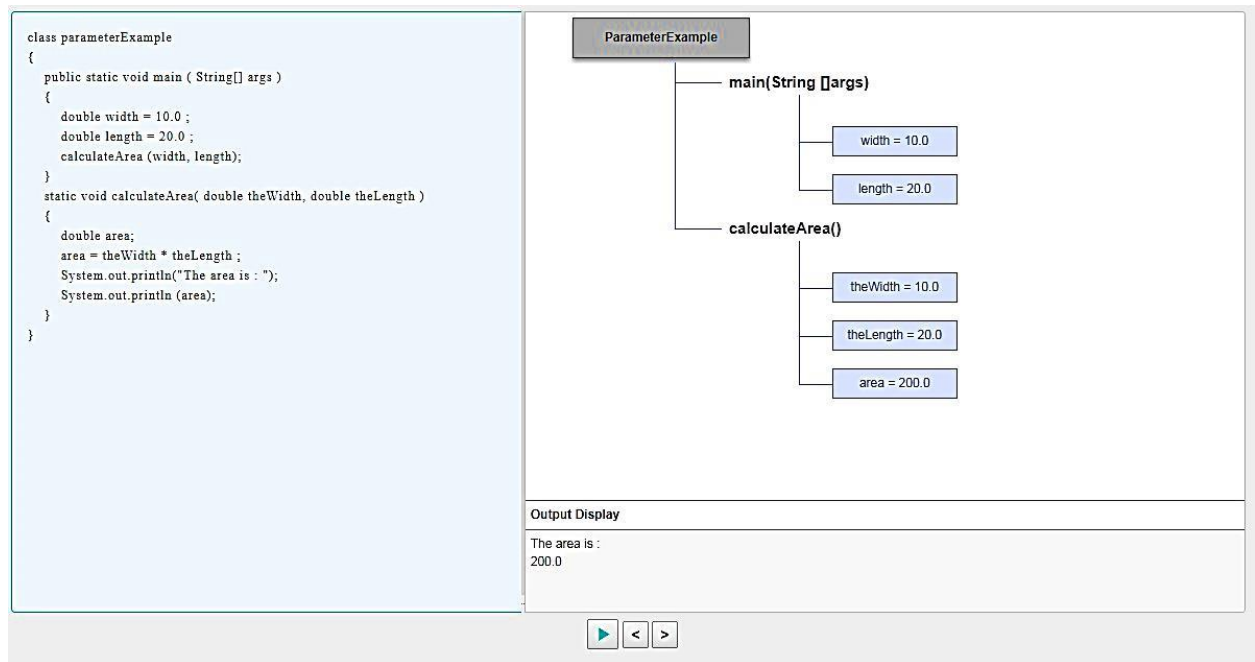 class parameterExample
{
public static void main ( String[] args )
{
double width = 10.0 ;
double length = 20.0 ;
calculateArea (width, length);
}
static void calculateArea( double theWidth, double theLength )
{
double area;
area = theWidth * theLength ;
System.out.println("The area is : ");
System.out.println (area);
}
}
ParameterExample
main(String []args)
width = 10.0
length = 20.0
calculateArea()
theWidth = 10.0
theLength = 20.0
area = 200.0
Output Display
The area is :
200.0
< >